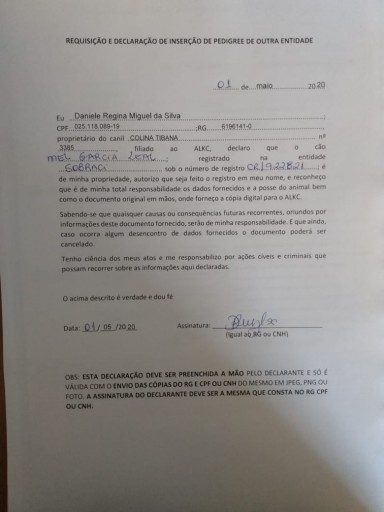 REQUISIÇÃO E DECLARAÇÃO DE INSERÇÃO DE PEDIGREE DE OUTRA ENTIDADE
01 de maio 2020
Eu Daniele Regina Miguel da Silva
CPF 025.118.089-19 ;RG 6196141-0
proprietário do canil COLINA TIBANA nº
3385 , filiado ao ALKC, declaro que o cão
MEL GARCIA LEAL ; registrado na entidade
SOBRACI sob o número de registro CR1922821 , é
de minha propriedade, autorizo que seja feito o registro em meu nome, e reconheço
que é de minha total responsabilidade os dados fornecidos e a posse do animal bem
como o documento original em mãos, onde forneço a cópia digital para o ALKC.
Sabendo-se que quaisquer causas ou consequências futuras recorrentes, oriundos por
informações deste documento fornecido, serão de minha responsabilidade. E que ainda,
caso ocorra algum desencontro de dados fornecidos o documento poderá ser
cancelado.
Tenho ciência dos meus atos e me responsabilizo por ações cíveis e criminais que
possam recorrer sobre as informações aqui declaradas.
O acima descrito é verdade e dou fé
Data: 01/05/2020 Assinatura:
(Igual ao RG ou CNH)
OBS: ESTA DECLARAÇÃO DEVE SER PREENCHIDA A MÃO PELO DECLARANTE E SÓ É
VÁLIDA COM O ENVIO DAS CÓPIAS DO RG E CPF OU CNH DO MESMO EM JPEG, PNG OU
FOTO. A ASSINATURA DO DECLARANTE DEVE SER A MESMA QUE CONSTA NO RG CPF
OU CNH.